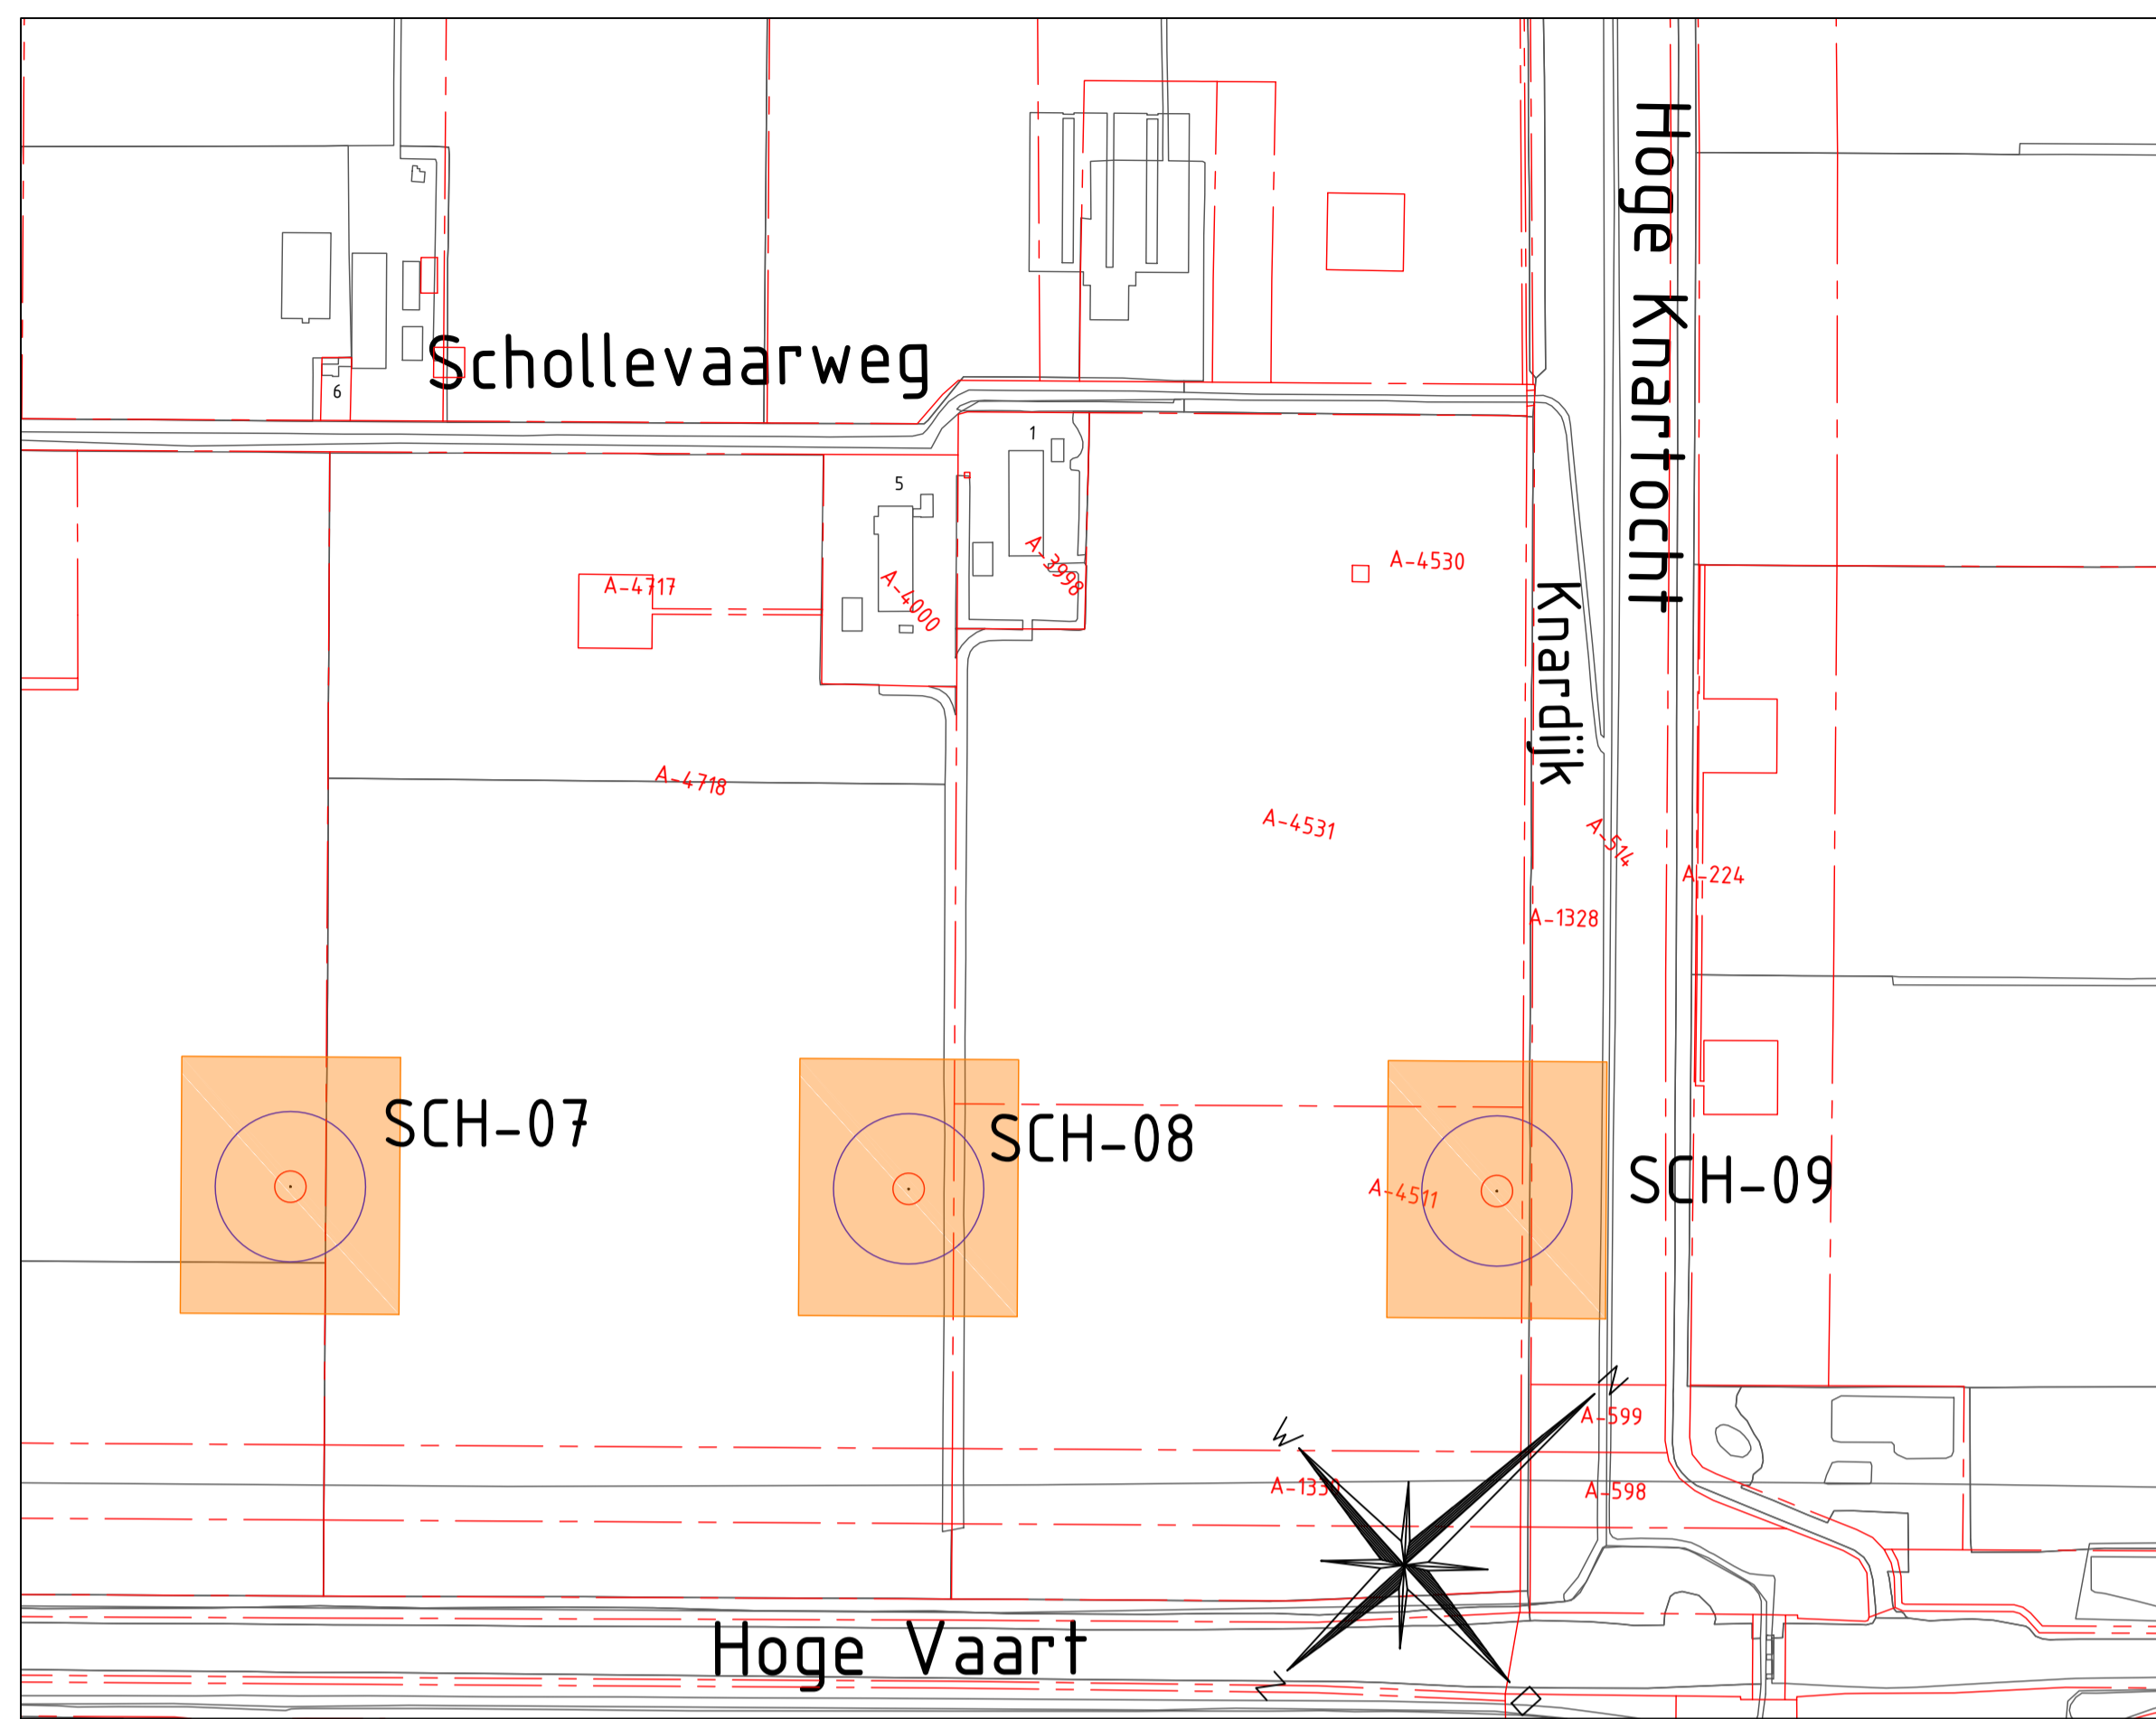 Hoge Knartocht
Schollevaarweg
6
1
5
A-3998
A-4530
A-4717
A-4000
Knardijk
A-4718
A-4531
A-514
A-224
A-1328
SCH-07
SCH-08
SCH-09
A-4511
N
A-599
W
A-598
Hoge Vaart
Z
O